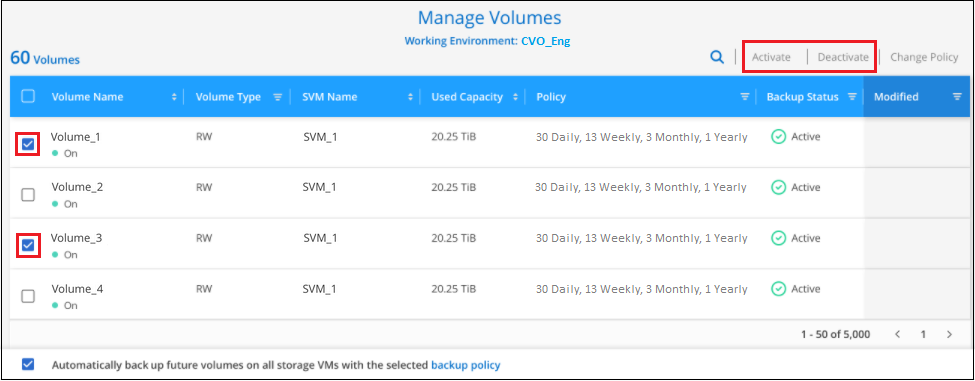 Manage Volumes
Working Environment: CVO_Eng
60 Volumes
Activate Deactivate Change Policy
Volume Name Volume Type SVM Name Used Capacity Policy Backup Status Modified
Volume_1 RW SVM_1 20.25 TiB 30 Daily, 13 Weekly, 3 Monthly, 1 Yearly Active
On
Volume_2 RW SVM_1 20.25 TiB 30 Daily, 13 Weekly, 3 Monthly, 1 Yearly Active
On
Volume_3 RW SVM_1 20.25 TiB 30 Daily, 13 Weekly, 3 Monthly, 1 Yearly Active
On
Volume_4 RW SVM_1 20.25 TiB 30 Daily, 13 Weekly, 3 Monthly, 1 Yearly Active
On
1 - 50 of 5,000 < 1 >
Automatically back up future volumes on all storage VMs with the selected backup policy